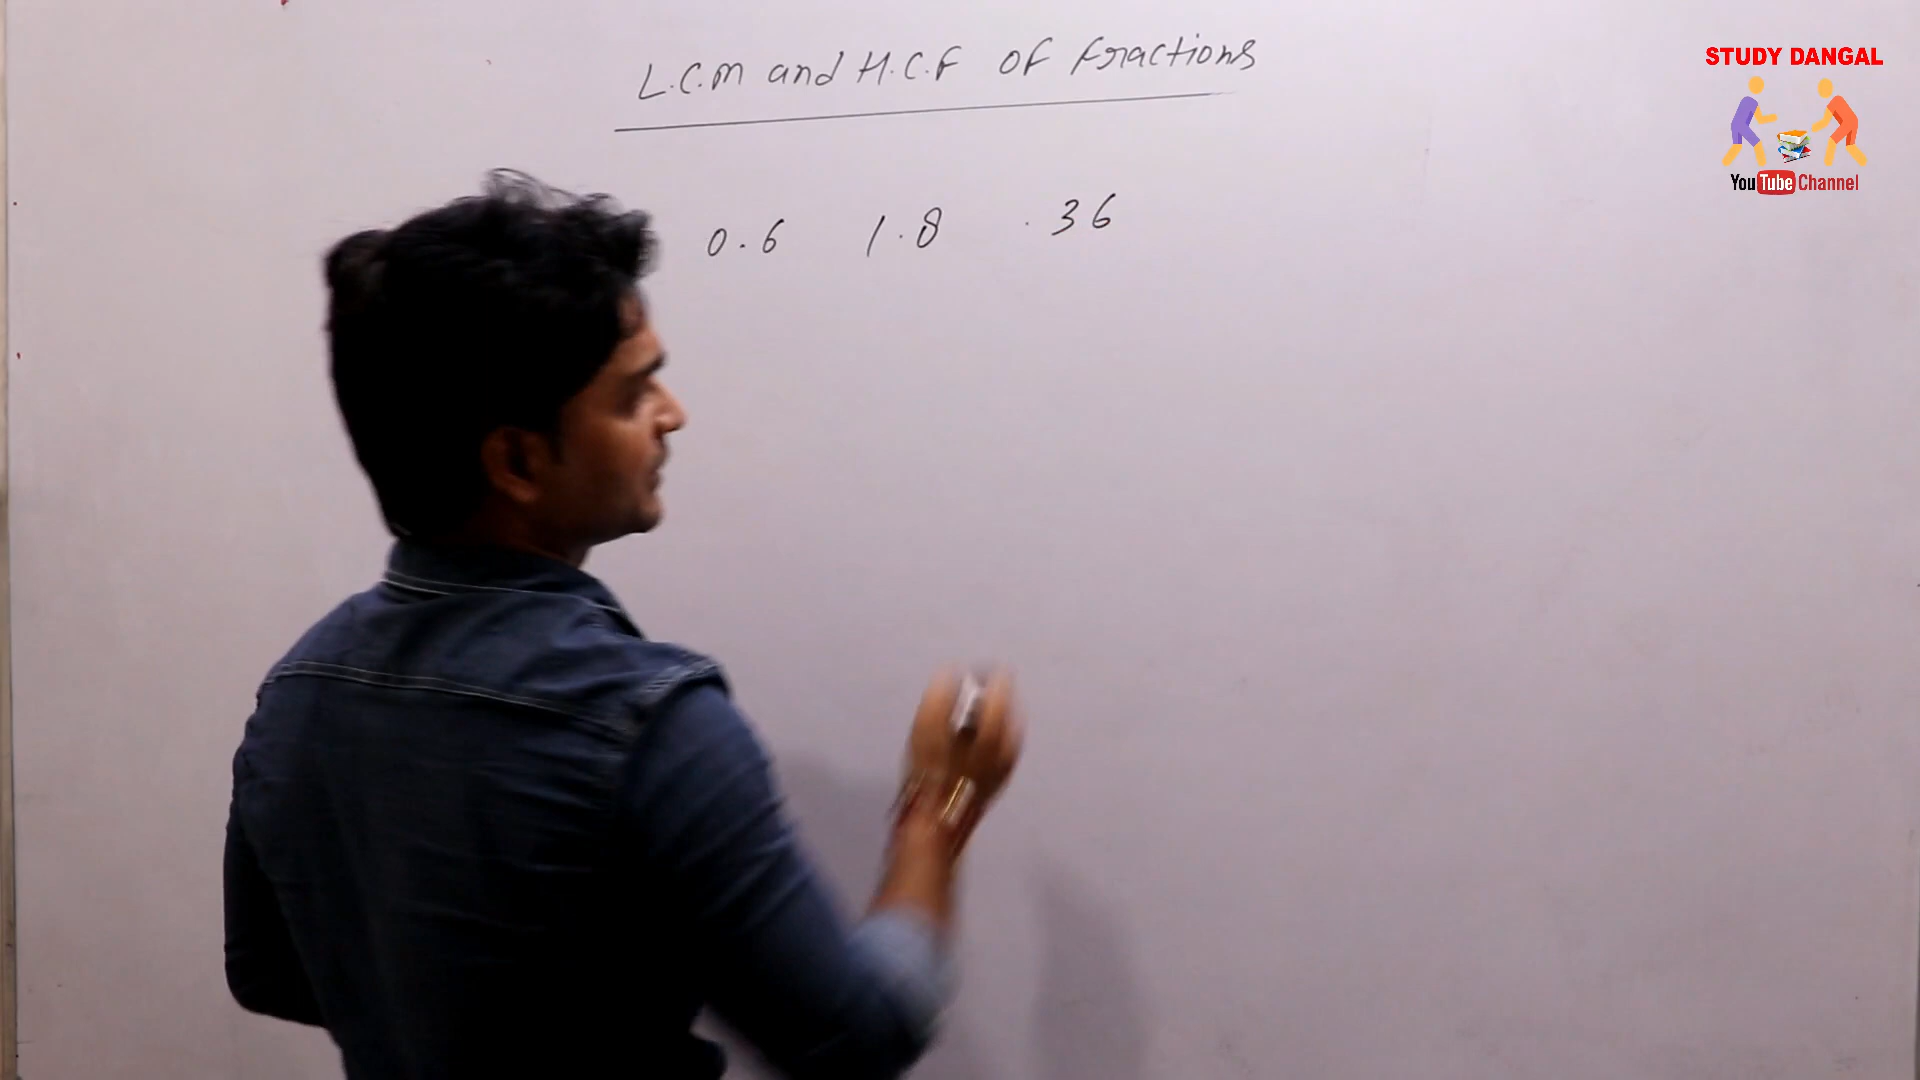 L.C.M and H.C.F OF Fractions
STUDY DANGAL
YouTube Channel
0.6 1.8 .36